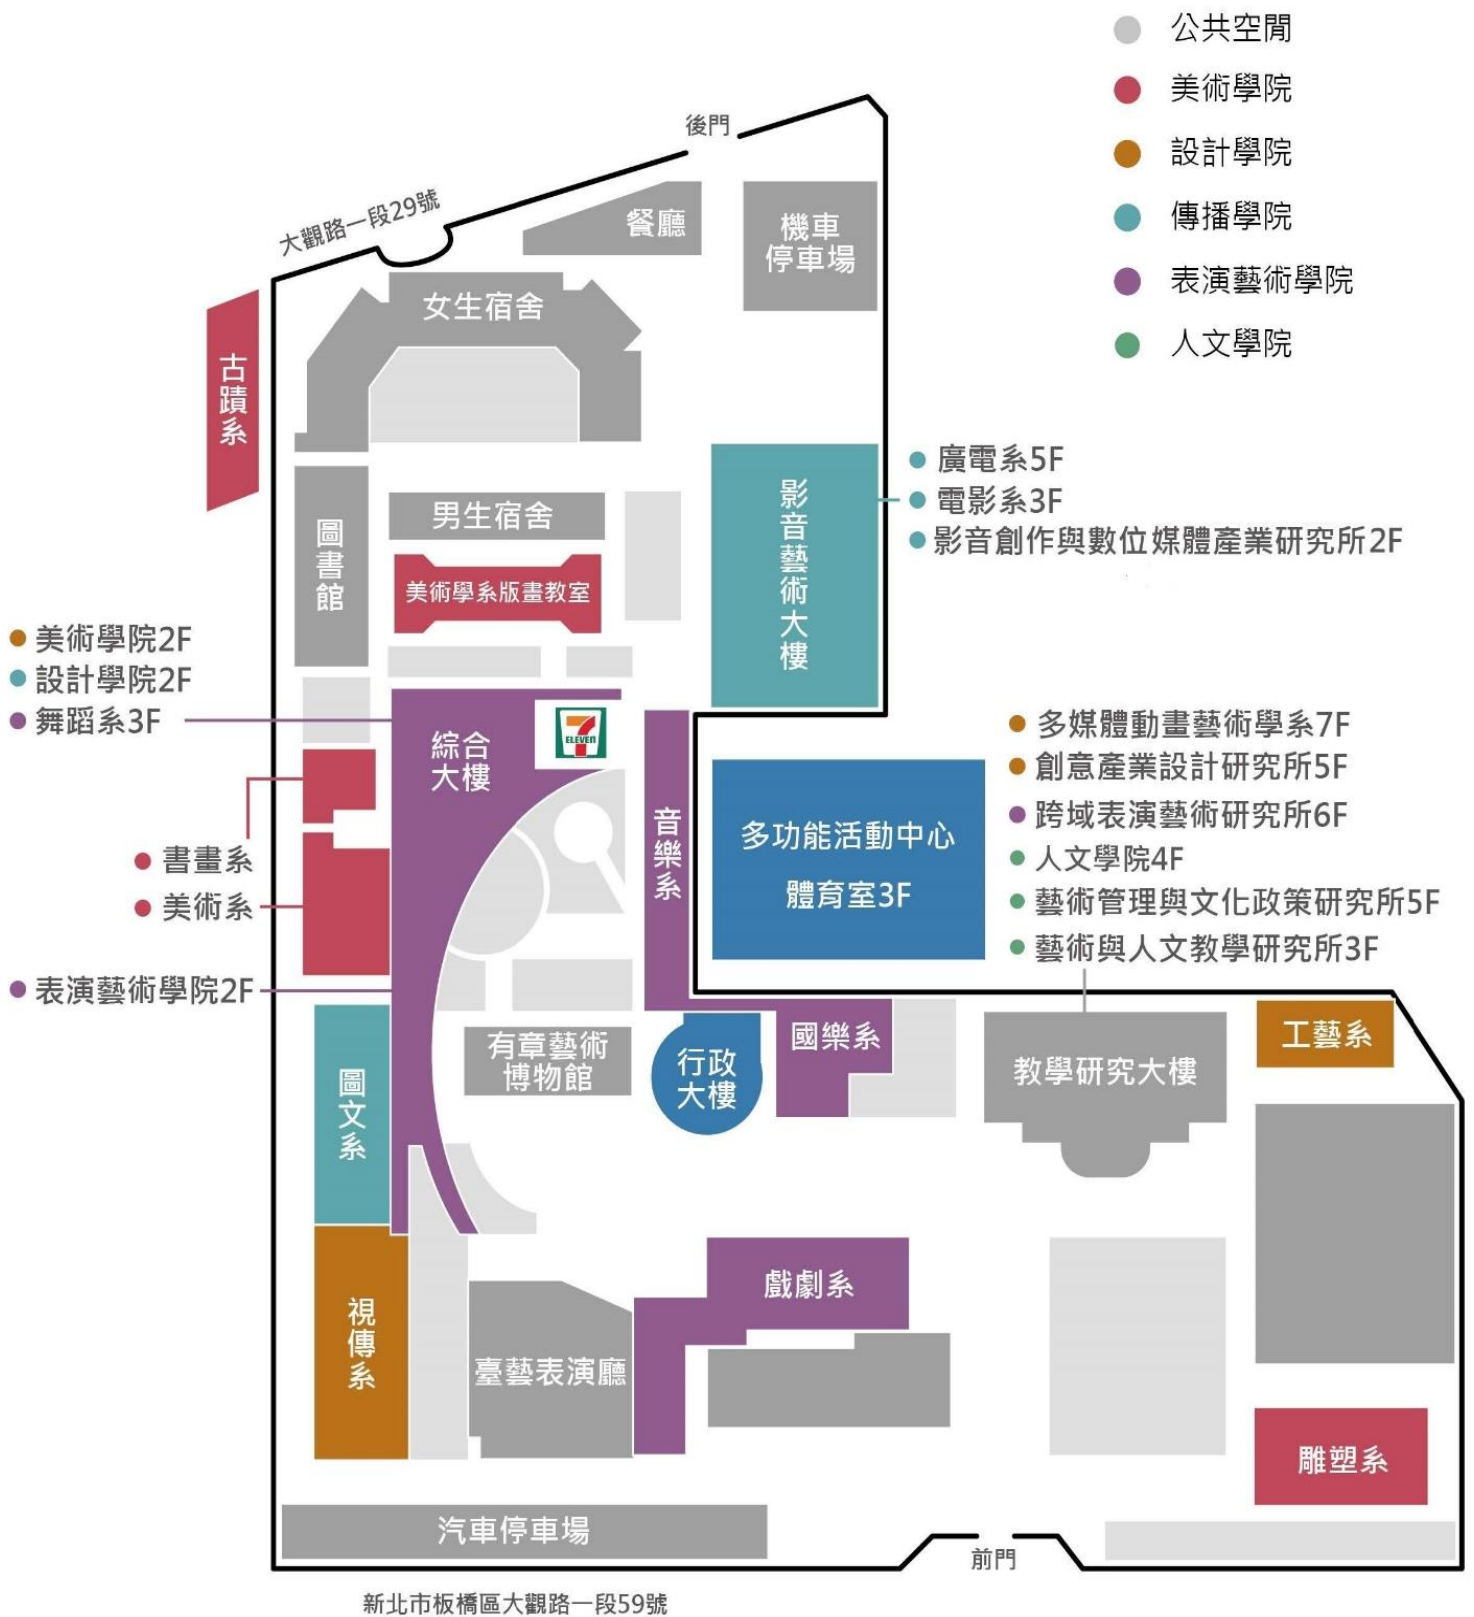 公共空間
美術學院
設計學院
傳播學院
表演藝術學院
人文學院
後門
大觀路一段29號
餐廳
機車
停車場
女生宿舍
古蹟系
圖書館
男生宿舍
美術學系版畫教室
影音藝術大樓
廣電系5F
電影系3F
影音創作與數位媒體產業研究所2F
美術學院2F
設計學院2F
舞蹈系3F
綜合
大樓
7
ELEVEn
音樂系
多功能活動中心
體育室3F
多媒體動畫藝術學系7F
創意產業設計研究所5F
跨域表演藝術研究所6F
人文學院4F
藝術管理與文化政策研究所5F
藝術與人文教學研究所3F
書畫系
美術系
表演藝術學院2F
圖文系
有章藝術
博物館
行政
大樓
國樂系
教學研究大樓
工藝系
視傳系
臺藝表演廳
戲劇系
雕塑系
汽車停車場
前門
新北市板橋區大觀路一段59號